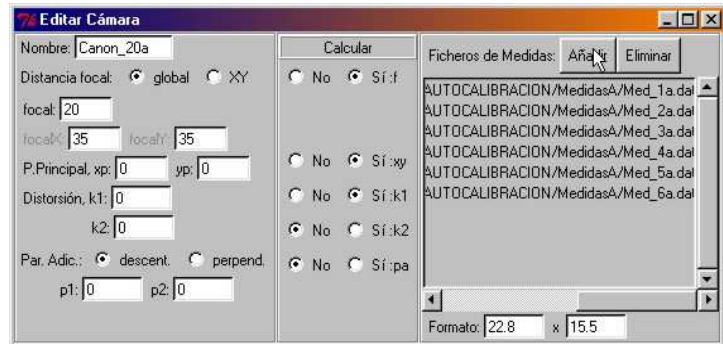 Editar Cámara
Nombre: Canon_20a
Distancia focal: global XY
focal: 20
focalX: 35 focalY: 35
P.Principal, xp: 0 yp: 0
Distorsión, k1: 0
k2: 0
Par. Adic.: descent. perpend.
p1: 0 p2: 0
Calcular
No Sí :f
No Sí :xy
No Sí :k1
No Sí :k2
No Sí :pa
Ficheros de Medidas: Añadir Eliminar
AUTOCALIBRACION/MedidasA/Med_1a.dat
AUTOCALIBRACION/MedidasA/Med_2a.dat
AUTOCALIBRACION/MedidasA/Med_3a.dat
AUTOCALIBRACION/MedidasA/Med_4a.dat
AUTOCALIBRACION/MedidasA/Med_5a.dat
AUTOCALIBRACION/MedidasA/Med_6a.dat
Formato: 22.8 x 15.5